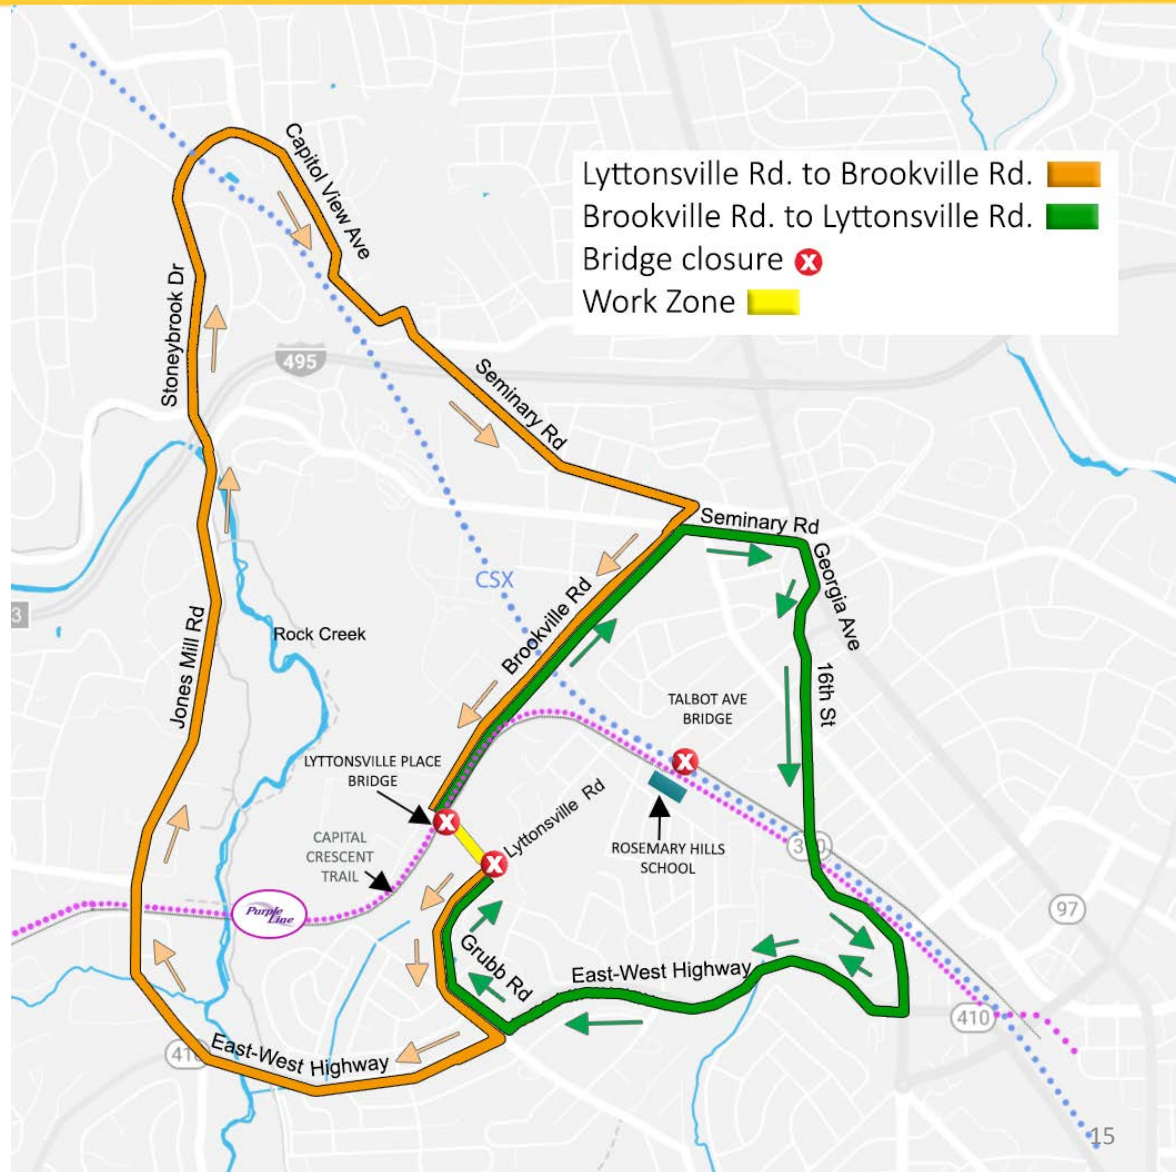 Capitol View Ave
Lyttonsville Rd. to Brookville Rd.
Brookville Rd. to Lyttonsville Rd.
Bridge closure X
Work Zone
Stoneybrook Dr
495
Seminary Rd
Seminary Rd
Georgia Ave
CSX
Brookville Rd
3
Rock Creek
Jones Mill Rd
16th St
TALBOT AVE
BRIDGE
X
LYTTONSVILLE PLACE
BRIDGE
X
Lyttonsville Rd
X
ROSEMARY HILLS
SCHOOL
CAPITAL
CRESCENT
TRAIL
Purple
Line
97
Grubb Rd
East-West Highway
410
East-West Highway
15